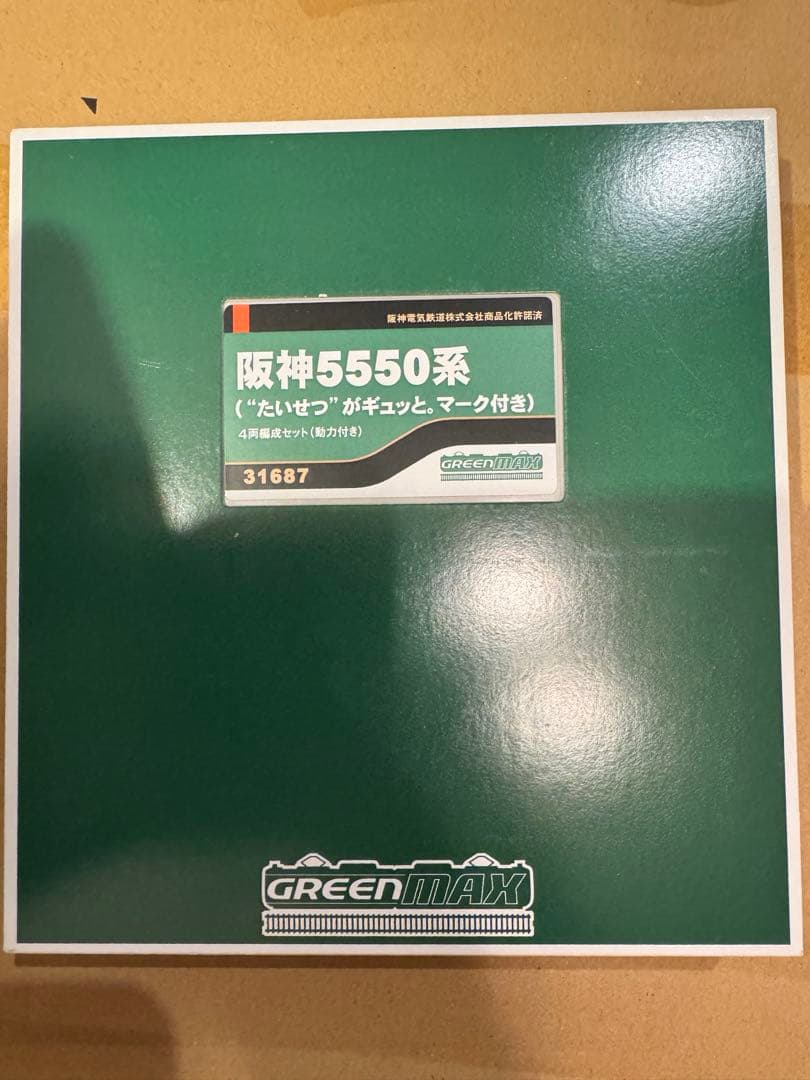 阪神電気鉄道株式会社商品化許諾済
阪神5550系
(“たいせつ”がギュッと。マーク付き)
4両編成セット(動力付き)
31687
GREENMAX
GREENMAX